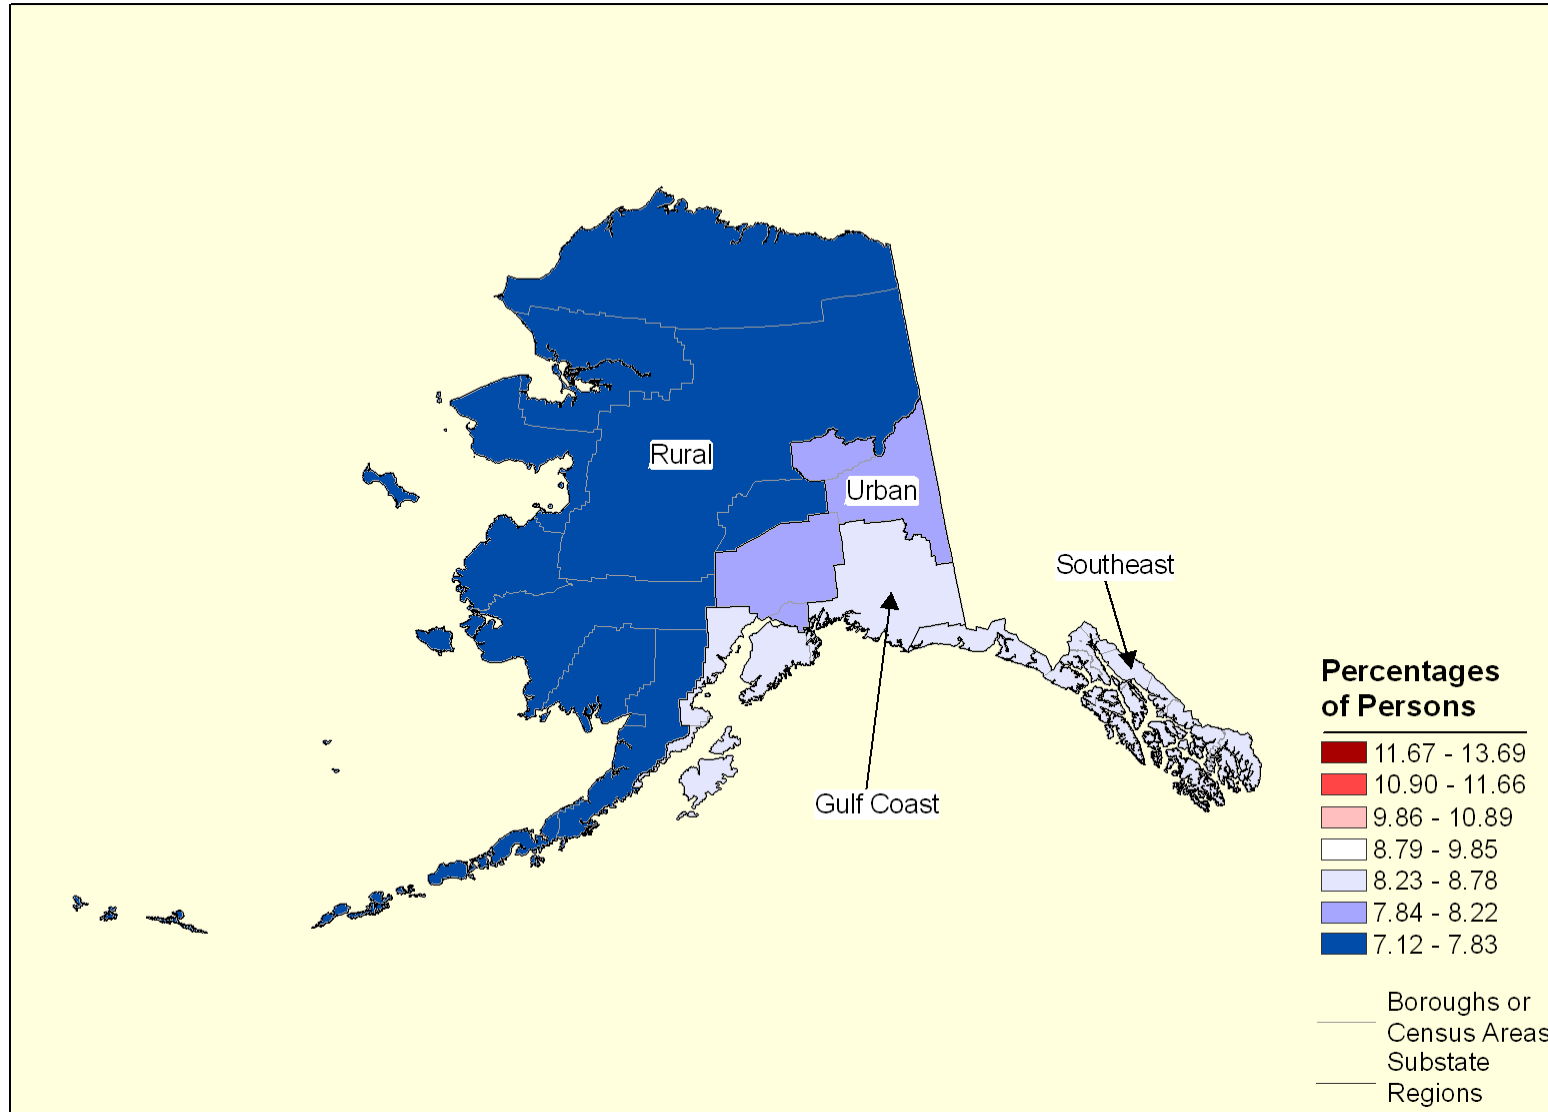 Rural
Urban
Southeast
Gulf Coast
Percentages
of Persons
11.67 - 13.69
10.90 - 11.66
9.86 - 10.89
8.79 - 9.85
8.23 - 8.78
7.84 - 8.22
7.12 - 7.83
Boroughs or
Census Areas
Substate
Regions